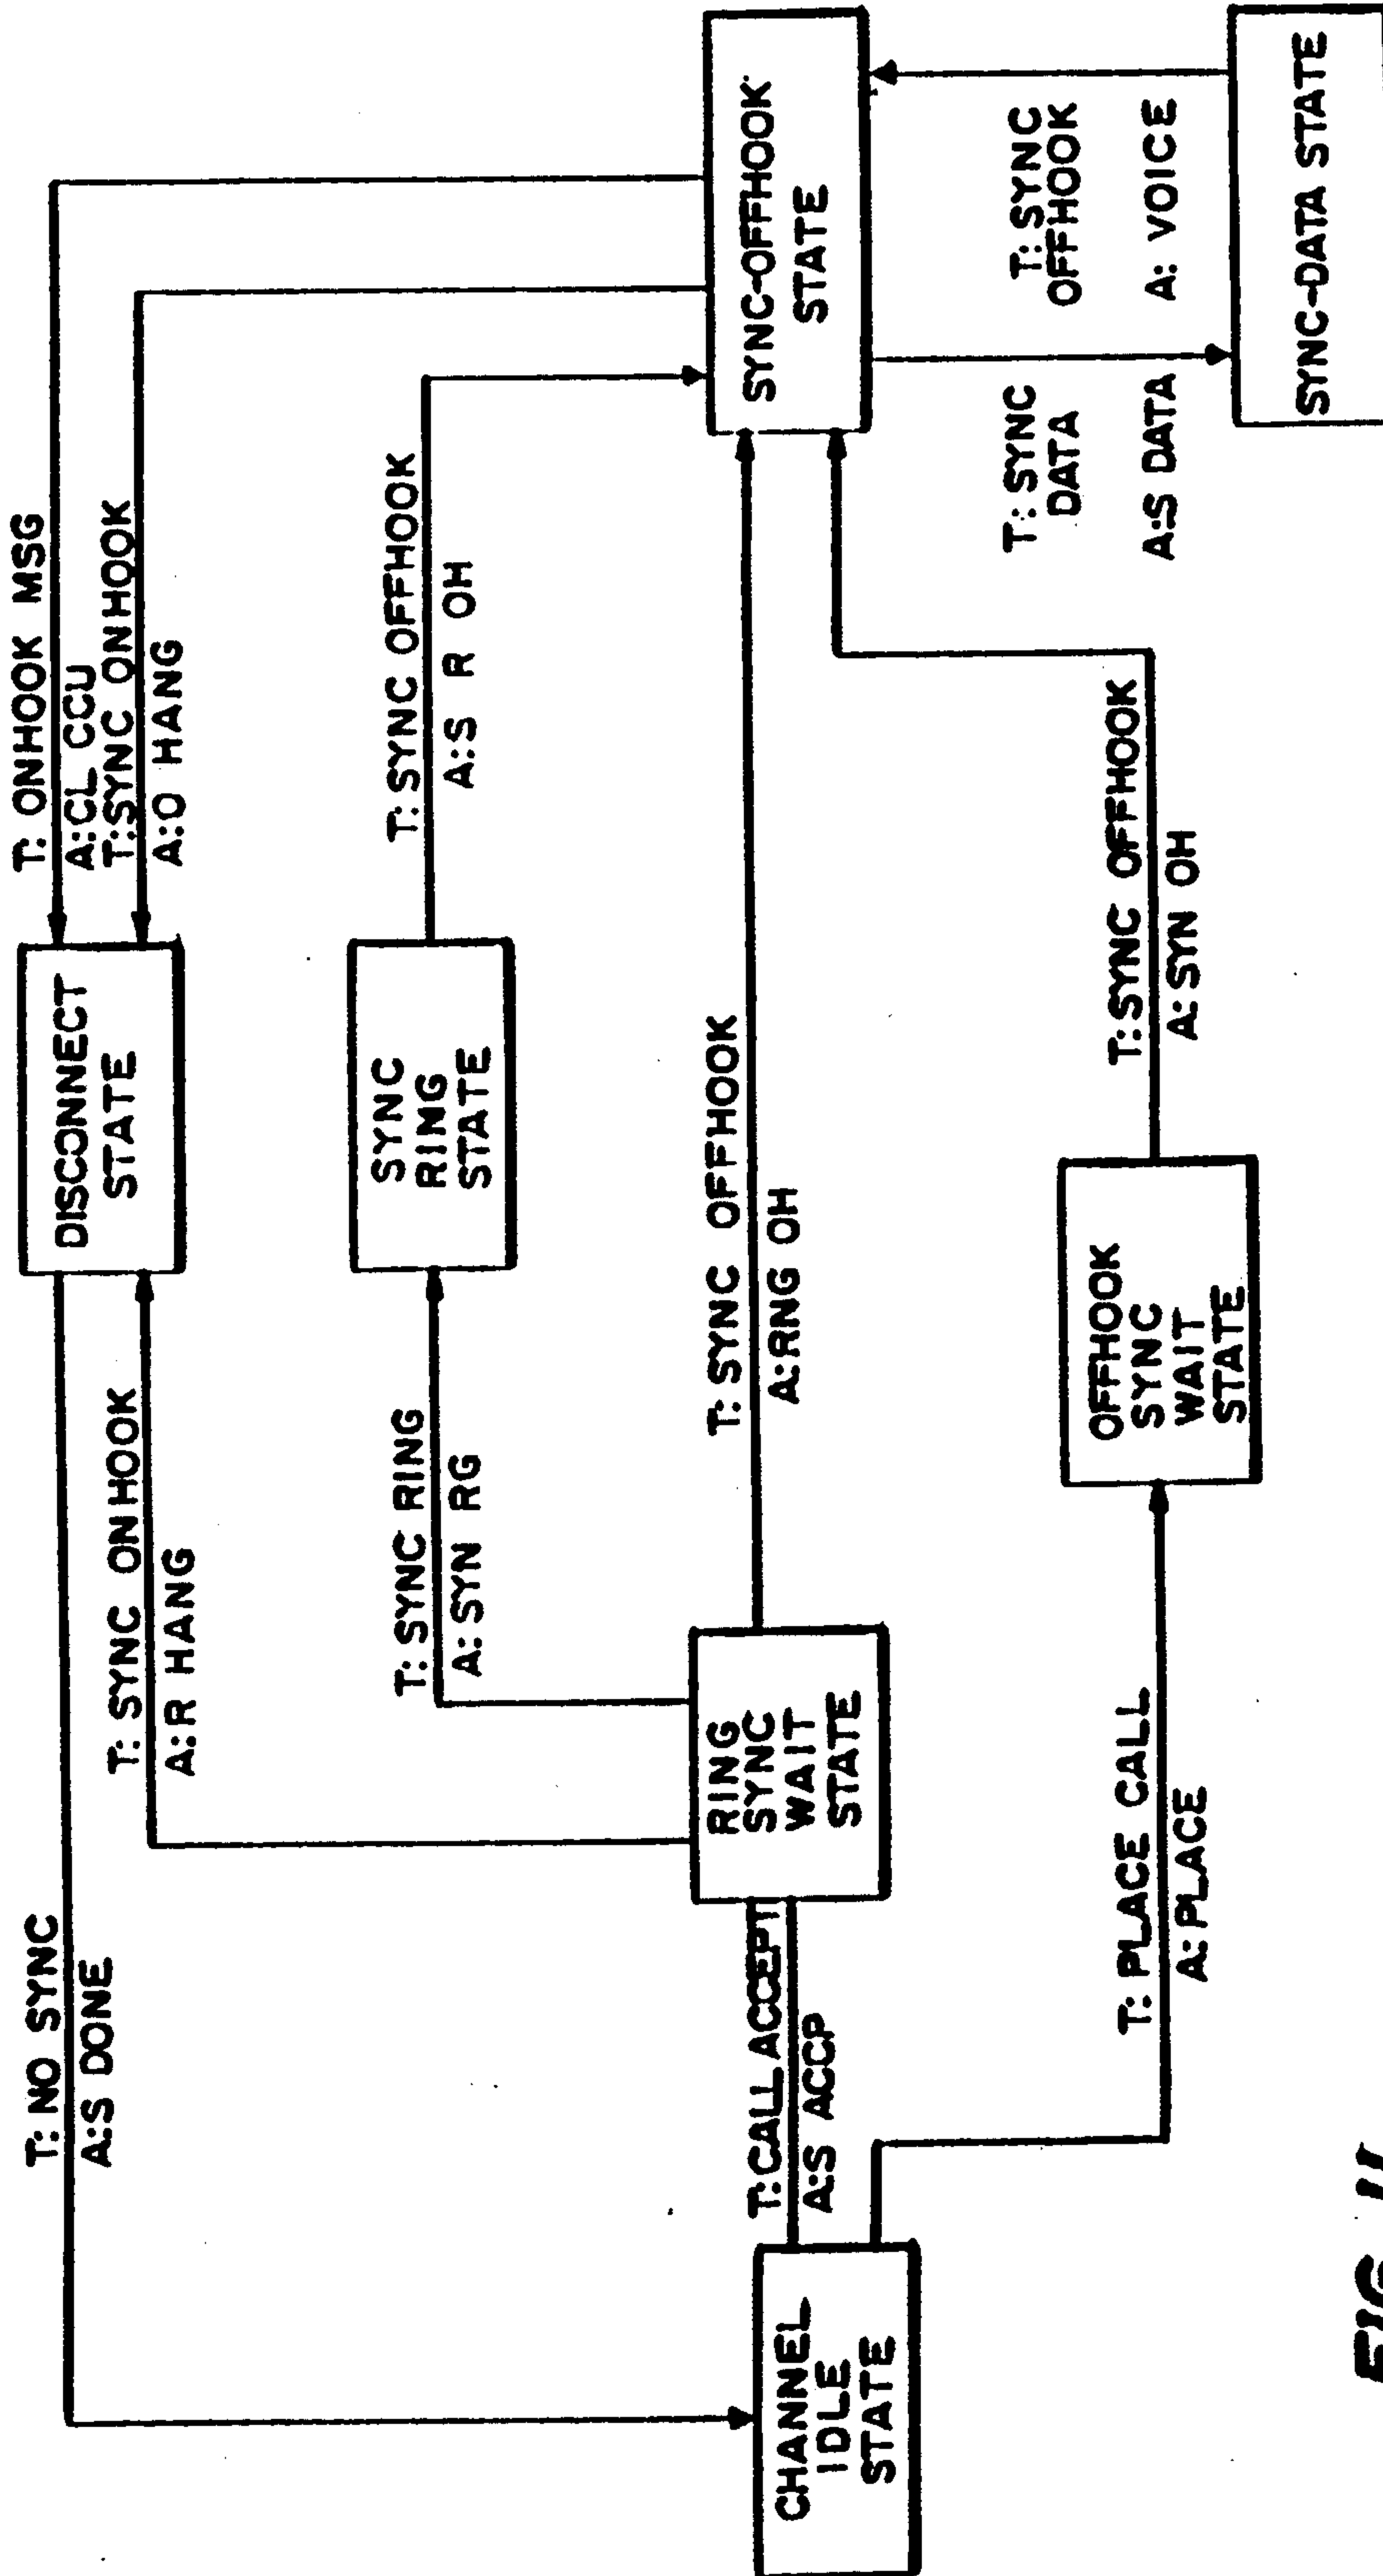 T: NO SYNC
A:S DONE
T: SYNC ONHOOK
A:R HANG
DISCONNECT
STATE
T: ONHOOK MSG
A:CL CCU
T:SYNC ONHOOK
A:O HANG
T: SYNC RING
A: SYN RG
SYNC
RING
STATE
T: SYNC OFFHOOK
A:S R OH
CHANNEL
IDLE
STATE
T:CALL ACCEPT
A:S ACCP
RING
SYNC
WAIT
STATE
T: SYNC OFFHOOK
A:RNG OH
SYNC-OFFHOOK
STATE
T: PLACE CALL
A: PLACE
OFFHOOK
SYNC
WAIT
STATE
T:SYNC OFFHOOK
A: SYN OH
T: SYNC
DATA
A:S DATA
T: SYNC
OFFHOOK
A: VOICE
SYNC-DATA STATE
FIG. 11